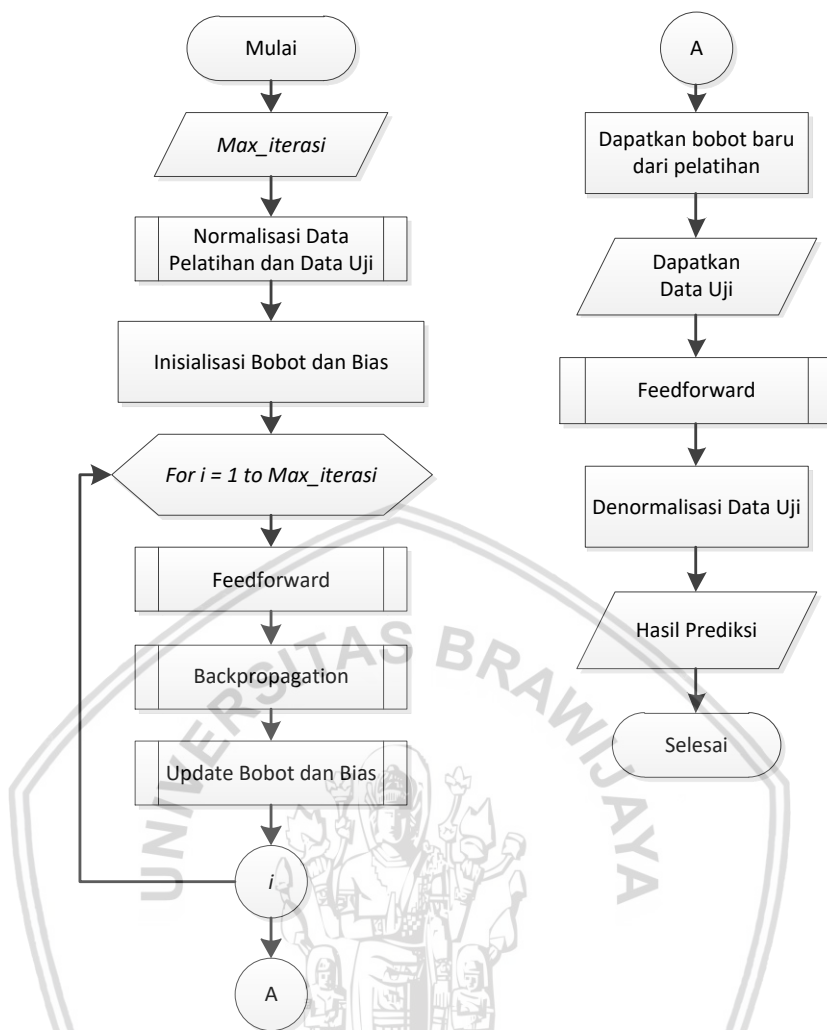 Mulai
Max_iterasi
Normalisasi Data
Pelatihan dan Data Uji
Inisialisasi Bobot dan Bias
For i = 1 to Max_iterasi
Feedforward
Backpropagation
Update Bobot dan Bias
i
A
A
Dapatkan bobot baru
dari pelatihan
Dapatkan
Data Uji
Feedforward
Denormalisasi Data Uji
Hasil Prediksi
Selesai
UNIVERSITAS BRAWIJAYA